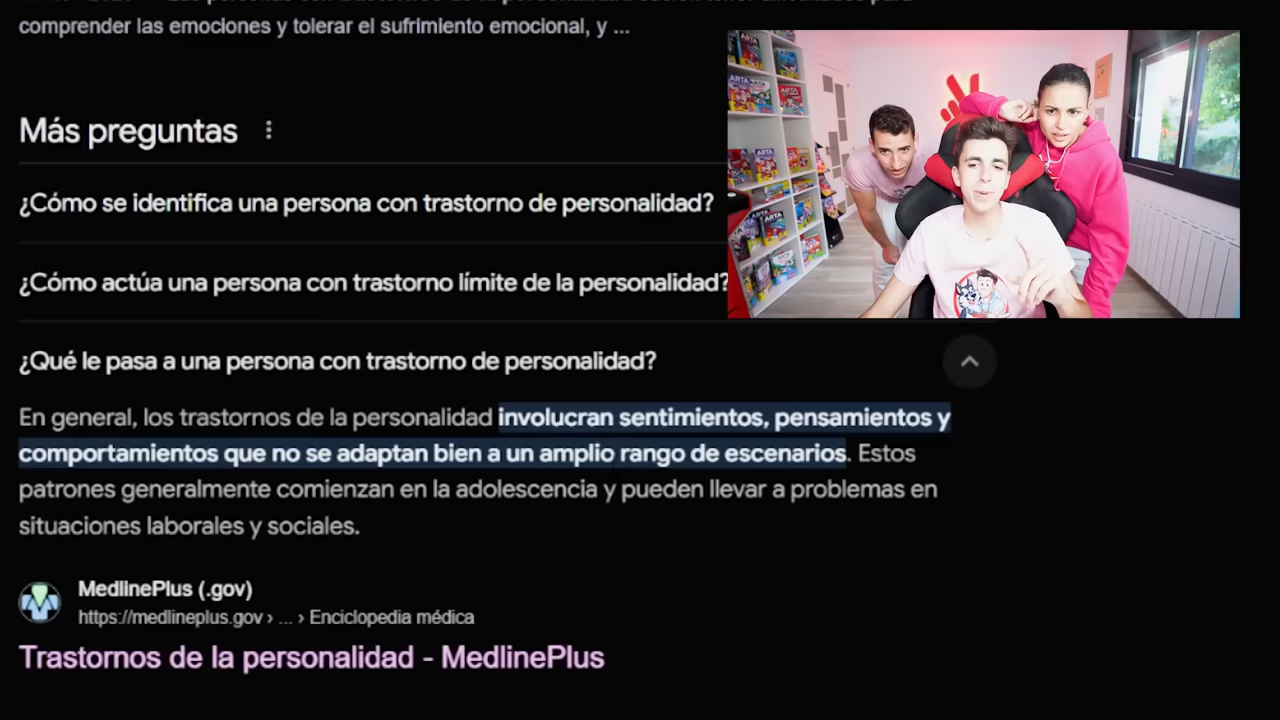 comprender las emociones y tolerar el sufrimiento emocional, y ...
Más preguntas
¿Cómo se identifica una persona con trastorno de personalidad?
¿Cómo actúa una persona con trastorno límite de la personalidad?
¿Qué le pasa a una persona con trastorno de personalidad?
En general, los trastornos de la personalidad involucran sentimientos, pensamientos y
comportamientos que no se adaptan bien a un amplio rango de escenarios. Estos
patrones generalmente comienzan en la adolescencia y pueden llevar a problemas en
situaciones laborales y sociales.
MedlinePlus (.gov)
https://medlineplus.gov › ... › Enciclopedia médica
Trastornos de la personalidad - MedlinePlus
ARTA
ARTA
ARTA
ARTA